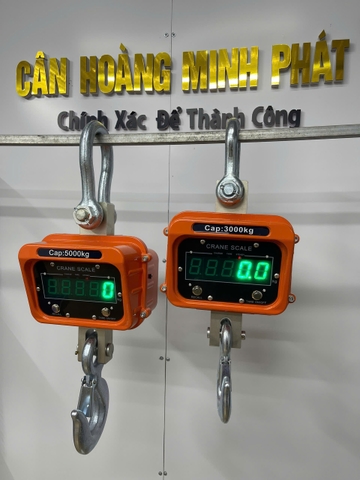 CÂN HOÀNG MINH PHÁT
Chính Xác Để Thành Công
Cap:5000kg
CRANE SCALE
0
Cap:3000kg
CRANE SCALE
0.0